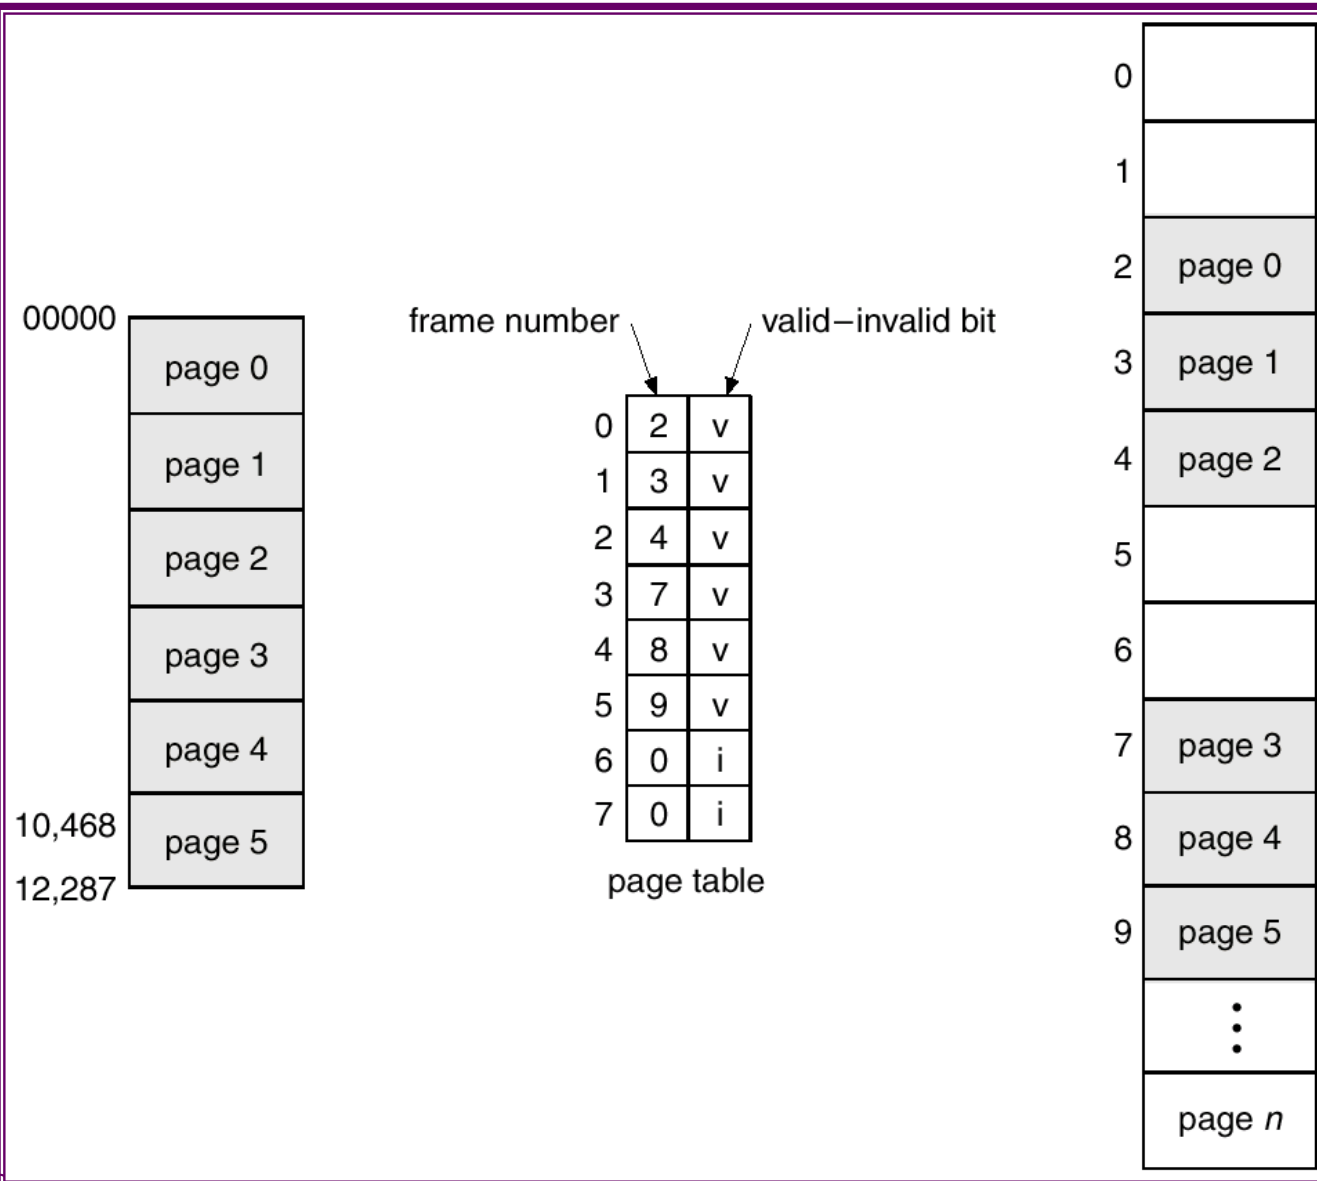 00000
page 0
page 1
page 2
page 3
page 4
10,468
page 5
12,287
frame number
valid–invalid bit
0 2 v
1 3 v
2 4 v
3 7 v
4 8 v
5 9 v
6 0 i
7 0 i
page table
0
1
2 page 0
3 page 1
4 page 2
5
6
7 page 3
8 page 4
9 page 5
⋮
page n